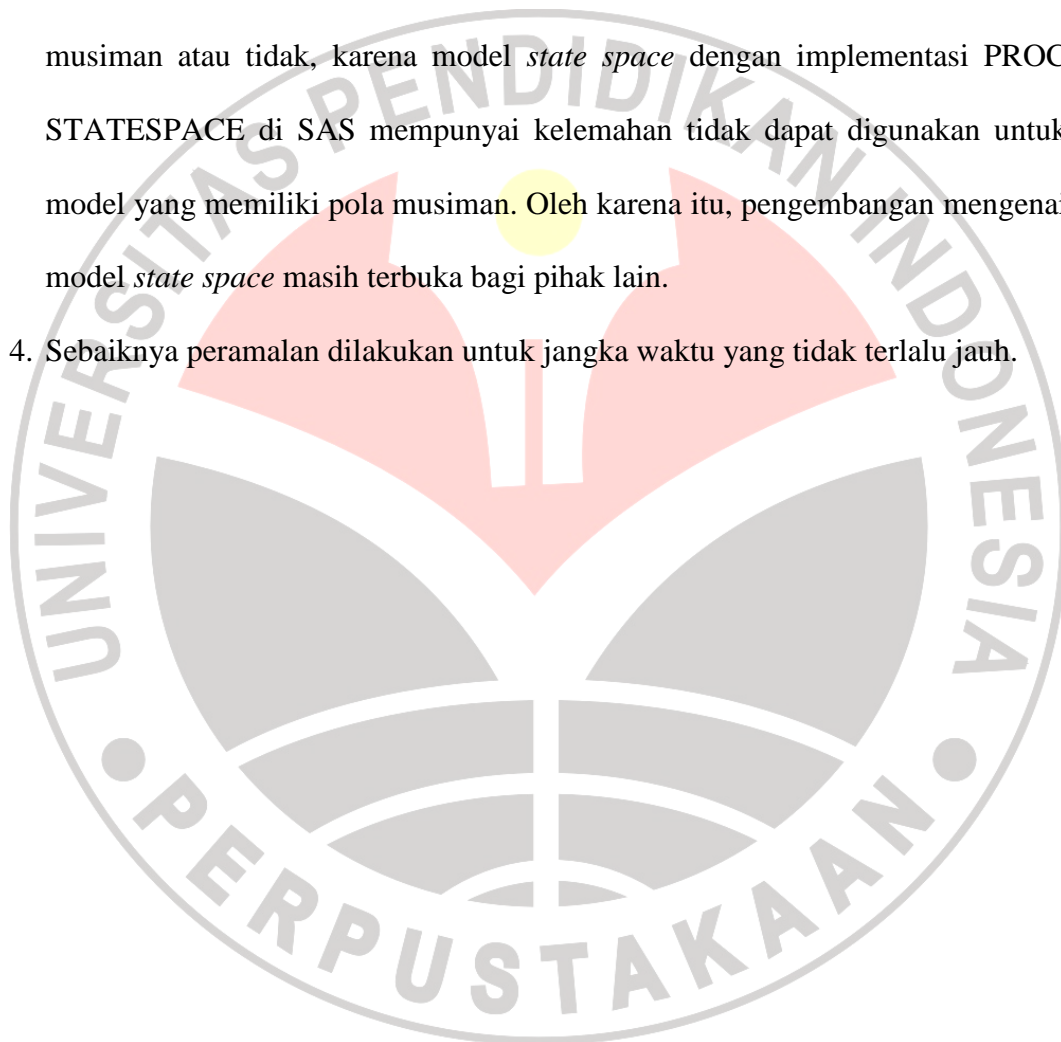 musiman atau tidak, karena model state space dengan implementasi PROC
STATESPACE di SAS mempunyai kelemahan tidak dapat digunakan untuk
model yang memiliki pola musiman. Oleh karena itu, pengembangan mengenai
model state space masih terbuka bagi pihak lain.
4. Sebaiknya peramalan dilakukan untuk jangka waktu yang tidak terlalu jauh.
UNIVERSITAS PENDIDIKAN INDONESIA
PERPUSTAKAAN